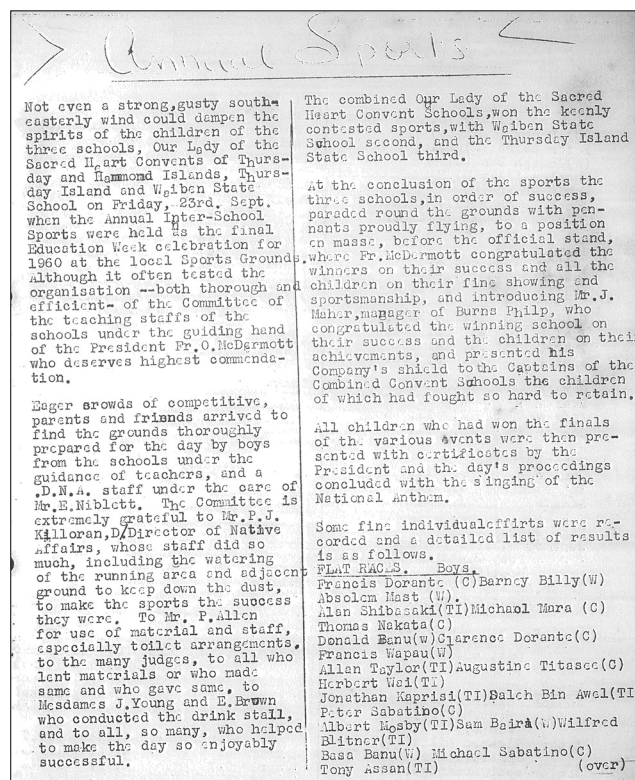 Annual Sports
Not even a strong,gusty south-
easterly wind could dampen the
spirits of the children of the
three schools, Our Lady of the
Sacred Heart Convents of Thurs-
day and Hammond Islands, Thurs-
day Island and Waiben State
School on Friday, 23rd. Sept.
when the Annual Inter-School
Sports were held as the final
Education Week celebration for
1960 at the local Sports Grounds.
Although it often tested the
organisation --both thorough and
efficient- of the Committee of
the teaching staffs of the
schools under the guiding hand
of the President Fr.O.McDermott
who deserves highest commenda-
tion.
Eager crowds of competitive,
parents and friends arrived to
find the grounds thoroughly
prepared for the day by boys
from the schools under the
guidance of teachers, and a
.D.N.A. staff under the care of
Mr.E.Niblett. The Committee is
extremely grateful to Mr.P.J.
Killoran,D/Director of Native
Affairs, whose staff did so
much, including the watering
of the running area and adjacent
ground to keep down the dust,
to make the sports the success
they were. To Mr. P.Allen
for use of material and staff,
especially toilet arrangements,
to the many judges, to all who
lent materials or who made
same and who gave same, to
Mesdames J.Young and E.Brown
who conducted the drink stall,
and to all, so many, who helped
to make the day so enjoyably
successful.
The combined Our Lady of the Sacred
Heart Convent Schools,won the keenly
contested sports,with Waiben State
School second, and the Thursday Island
State School third.
At the conclusion of the sports the
three schools,in order of success,
paraded round the grounds with pen-
nants proudly flying, to a position
en masse, before the official stand,
where Fr.McDermott congratulated the
winners on their success and all the
children on their fine showing and
sportsmanship, and introducing Mr.J.
Maher,manager of Burns Philp, who
congratulated the winning school on
their success and the children on their
achievements, and presented his
Company's shield to the Captains of the
Combined Convent Schools the children
of which had fought so hard to retain.
All children who had won the finals
of the various events were then pre-
sented with certificates by the
President and the day's proceedings
concluded with the singing of the
National Anthem.
Some fine individualeffirts were re-
corded and a detailed list of results
is as follows.
FLAT RACES. Boys.
Francis Dorante (C)Barney Billy(W)
Absolem Mast (W).
Alan Shibasaki(TI)Michael Mara (C)
Thomas Nakata(C)
Donald Banu(w)Clarence Dorante(C)
Francis Wapau(W)
Allan Taylor(TI)Augustine Titasee(C)
Herbert Wai(TI)
Jonathan Kaprisi(TI)Saleh Bin Awel(TI
Peter Sabatino(C)
Albert Mosby(TI)Sam Baira(W)Wilfred
Blitner(TI)
Basa Banu(W) Michael Sabatino(C)
Tony Assan(TI) (over)